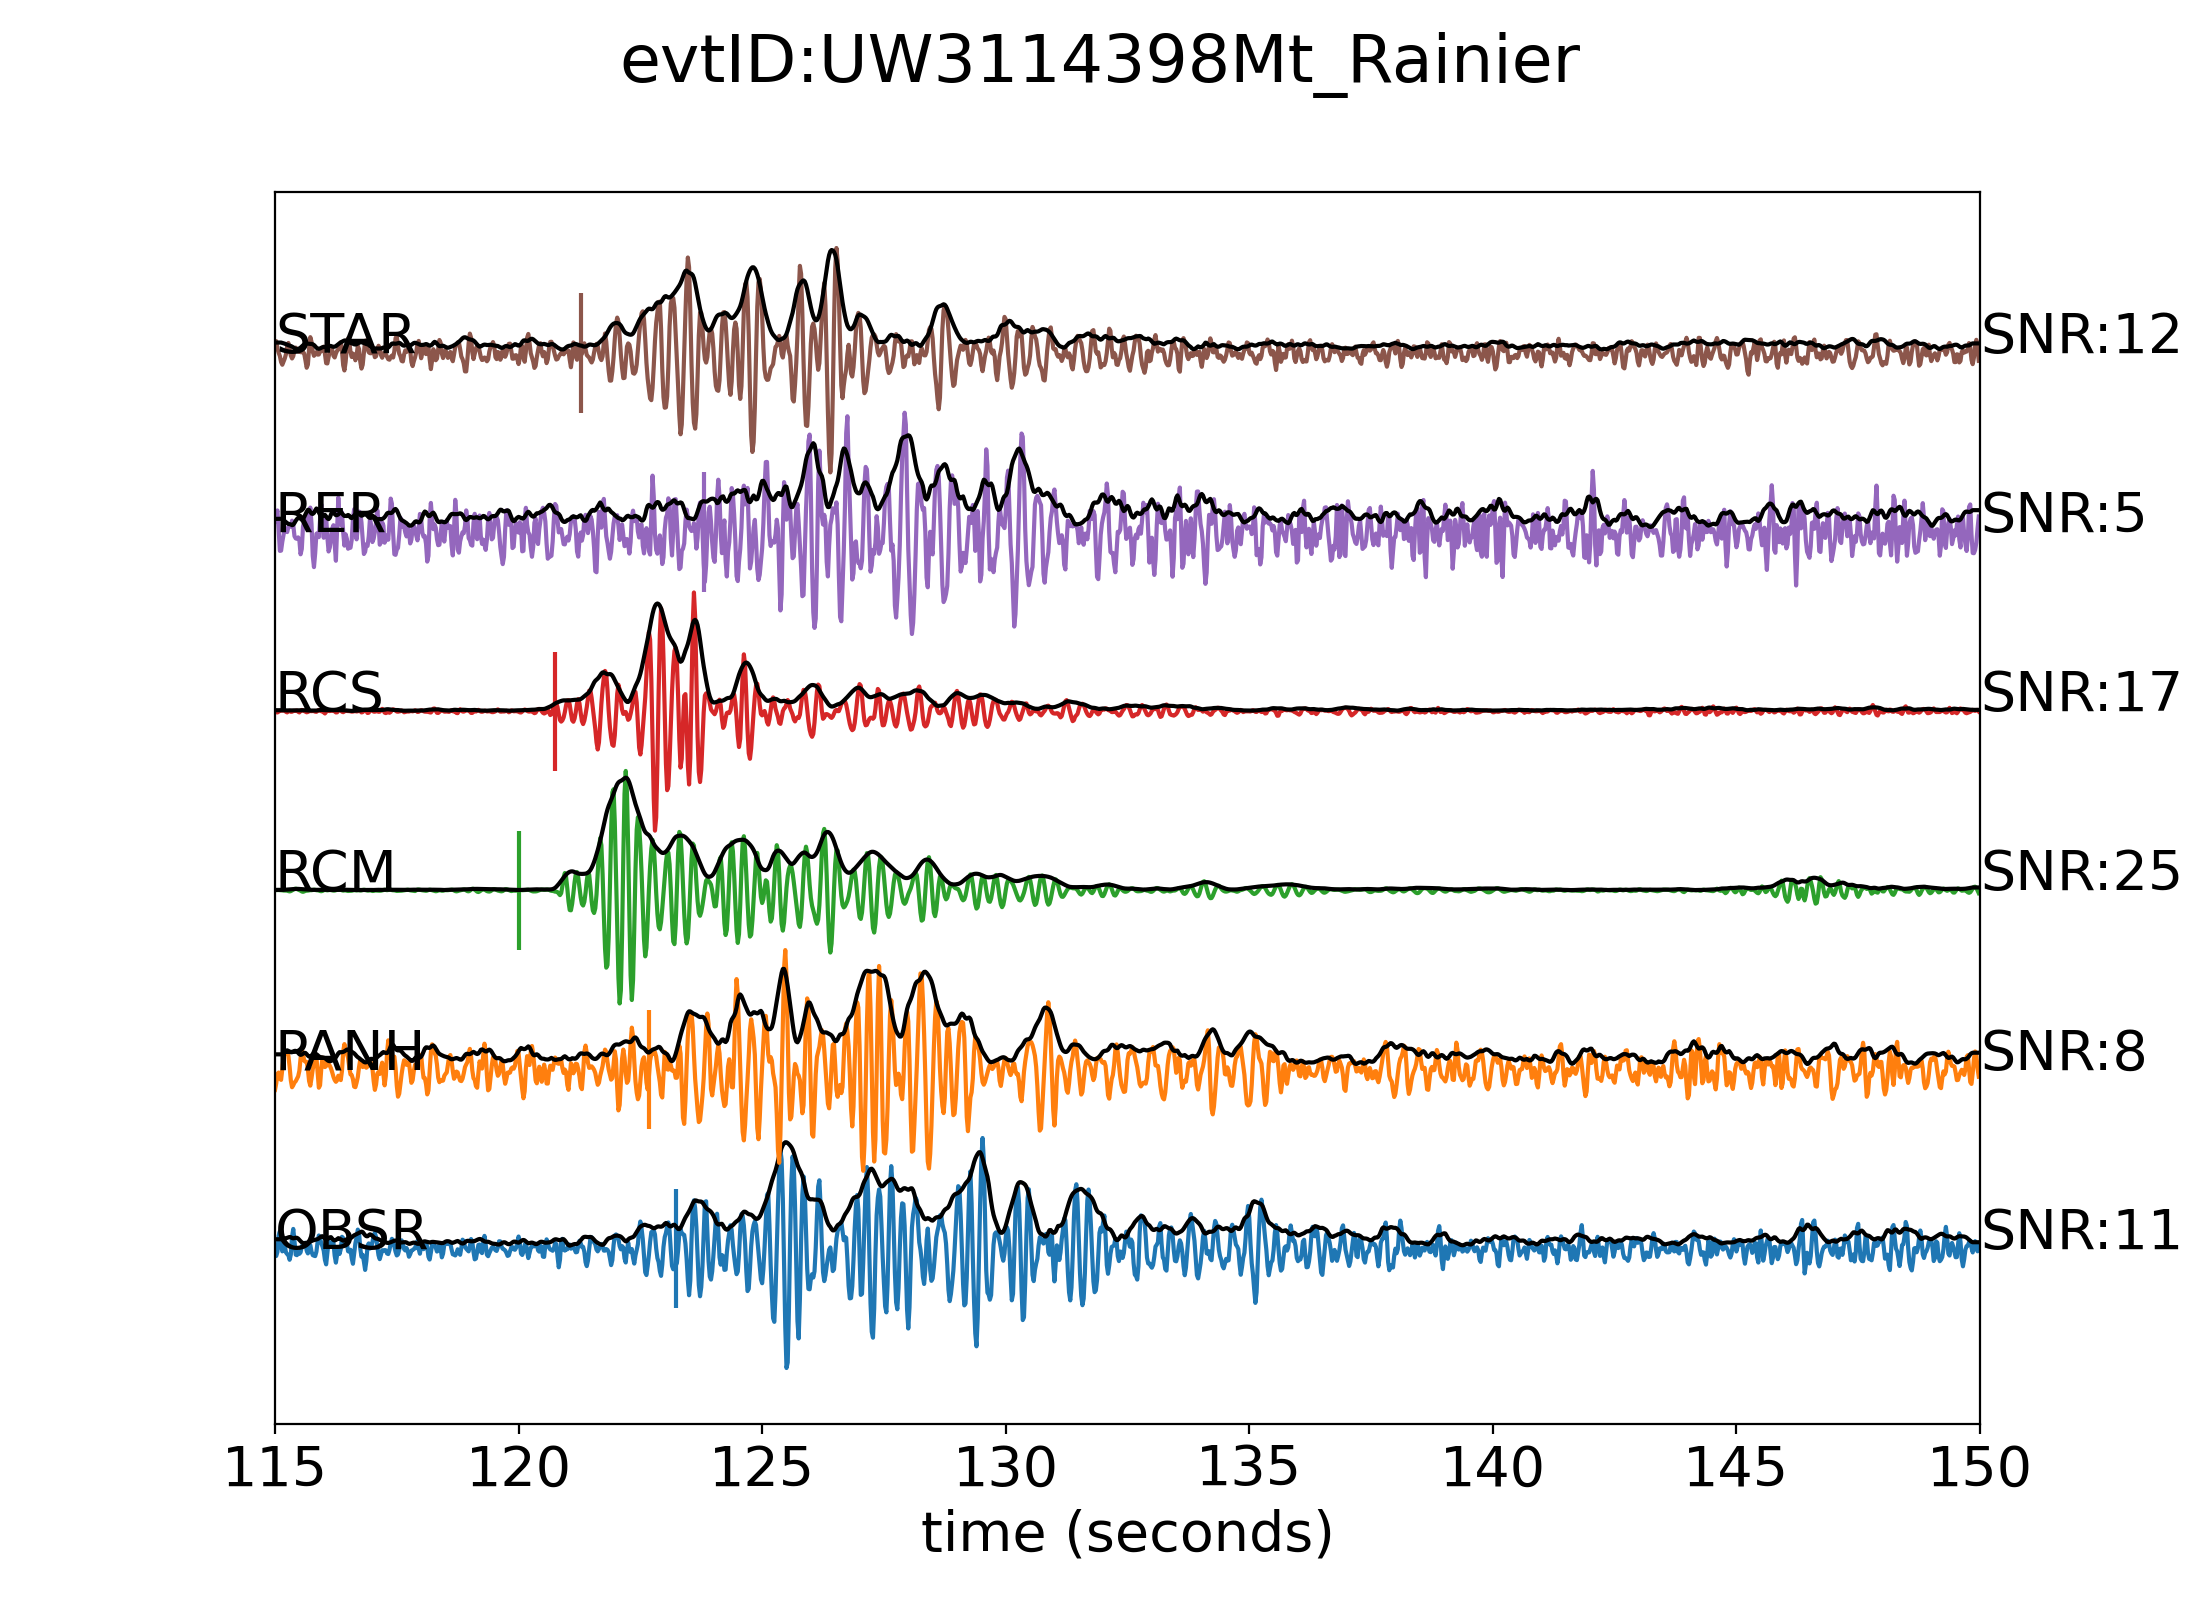 evtID:UW3114398Mt_Rainier
STAR SNR:12
RER SNR:5
RCS SNR:17
RCM SNR:25
PANH SNR:8
OBSR SNR:11
115 120 125 130 135 140 145 150
time (seconds)